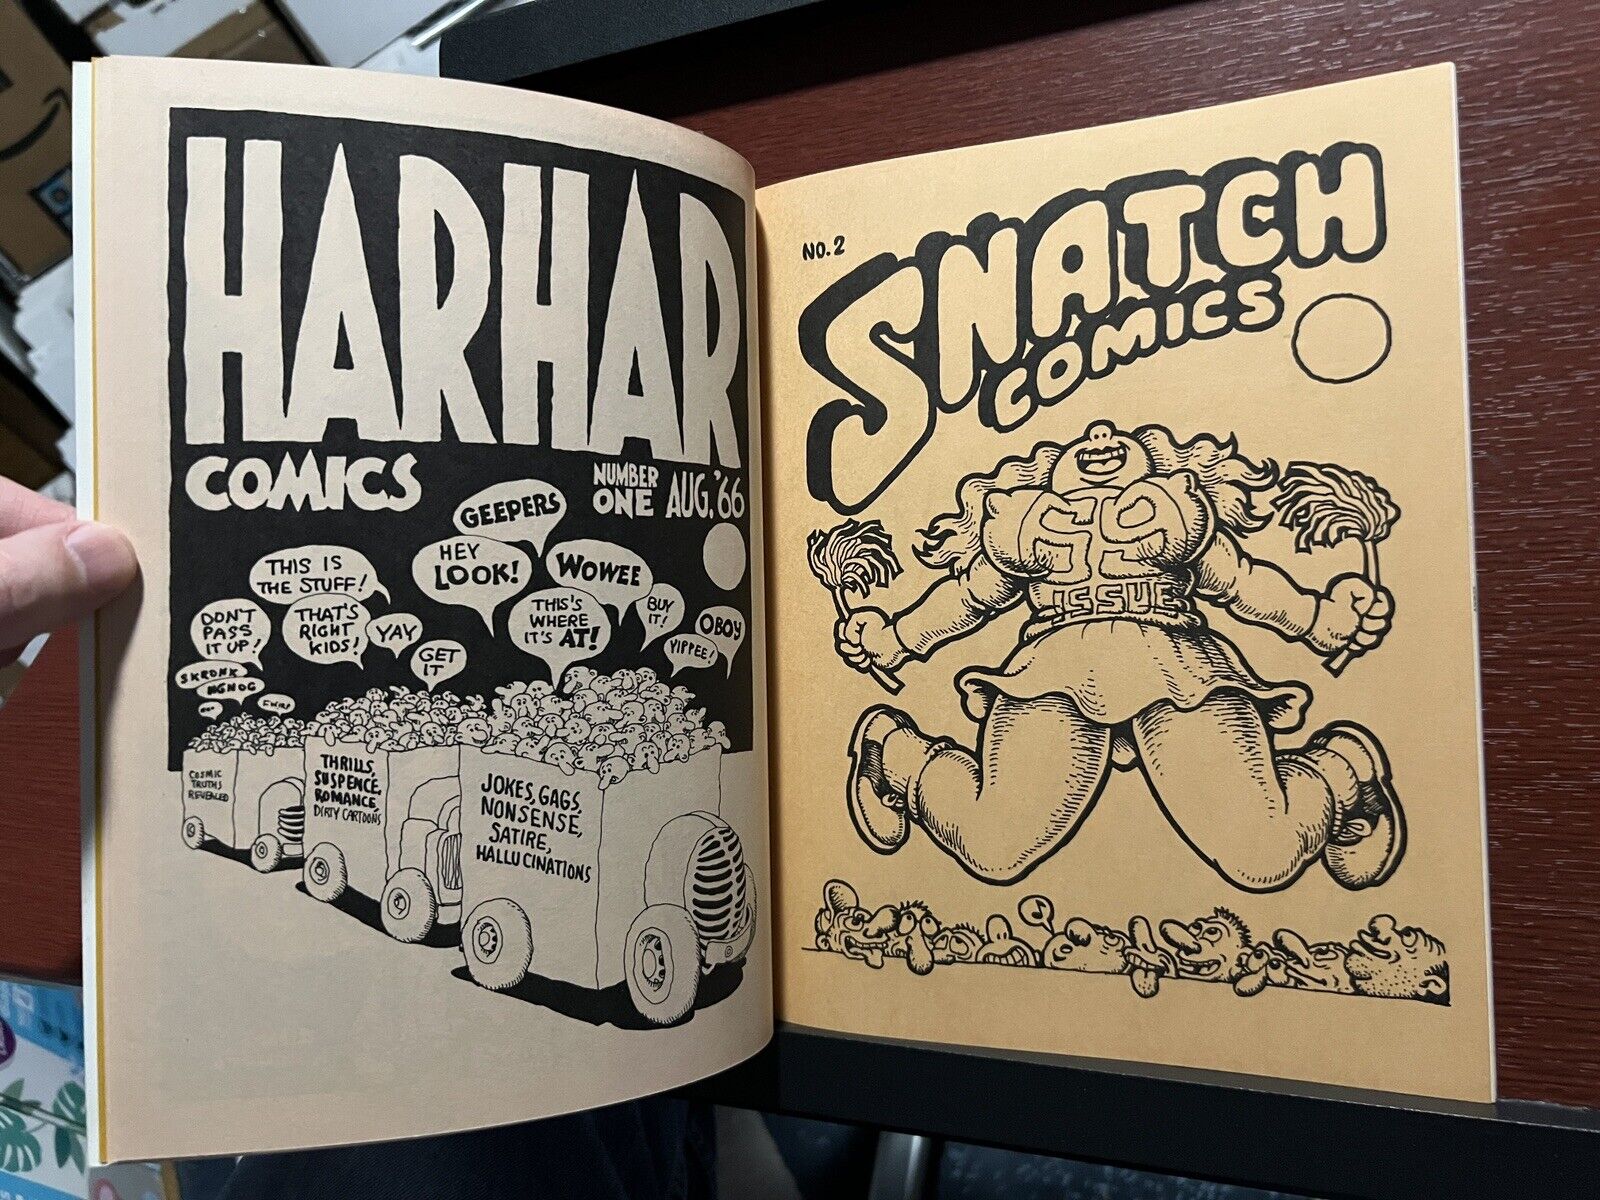 HARHAR
COMICS
NUMBER
ONE AUG. '66
GEEPERS
HEY
LOOK!
WOWEE
THIS IS
THE STUFF!
THIS'S
WHERE
IT'S AT!
BUY
IT!
DON'T
PASS
IT UP!
THAT'S
RIGHT
KIDS!
YAY
OBOY
YIPPEE!
GET
IT
SKRONK
COSMIC
TRUTHS
REVEALED
THRILLS,
SUSPENCE,
ROMANCE,
DIRTY CARTOONS
JOKES, GAGS,
NONSENSE,
SATIRE,
HALLUCINATIONS
NO. 2
SNATCH
COMICS
69
ISSUE